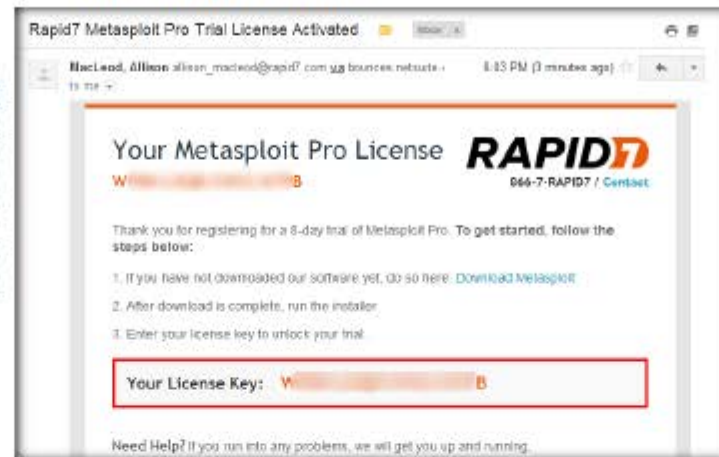 Rapid7 Metasploit Pro Trial License Activated
MacLeod, Allison allison_macleod@rapid7.com via bounces.netsuite. 8:03 PM (3 minutes ago)
to me
Your Metasploit Pro License
W B
RAPID7
866-7-RAPID7 / Contact
Thank you for registering for a 8-day trial of Metasploit Pro. To get started, follow the
steps below:
1. If you have not downloaded our software yet, do so here: Download Metasploit
2. After download is complete, run the installer
3. Enter your license key to unlock your trial
Your License Key: W B
Need Help? If you run into any problems, we will get you up and running.